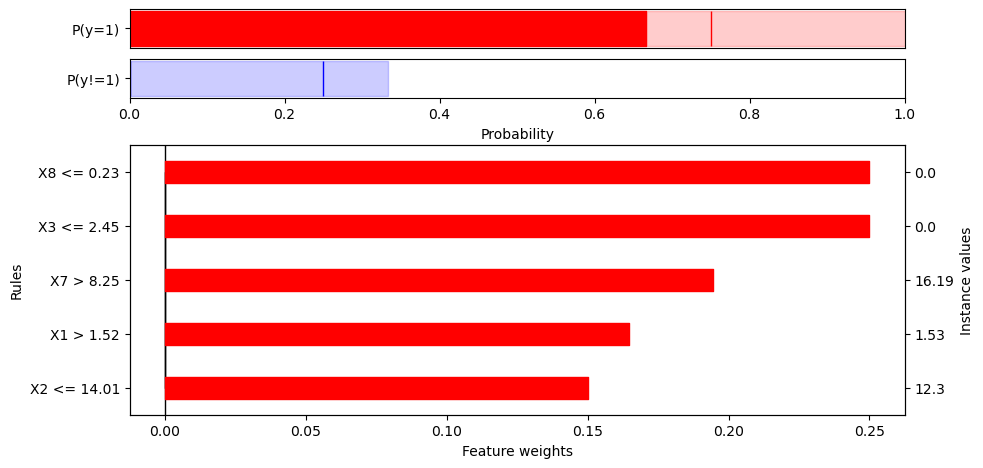 P(y=1)
P(y!=1)
0.0 0.2 0.4 0.6 0.8 1.0
Probability
X8 <= 0.23 0.0
X3 <= 2.45 0.0
X7 > 8.25 16.19
X1 > 1.52 1.53
X2 <= 14.01 12.3
Rules
Instance values
0.00 0.05 0.10 0.15 0.20 0.25
Feature weights